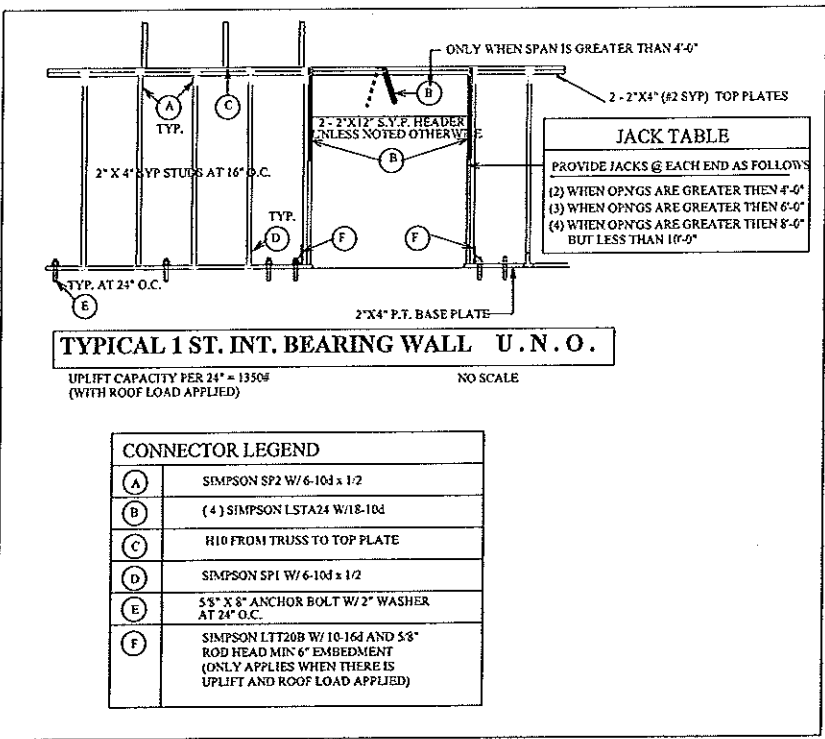 ONLY WHEN SPAN IS GREATER THAN 4'-0"
B
A
TYP.
C
2 - 2"X4" (#2 SYP) TOP PLATES
2 - 2"X12" S.Y.P. HEADER
UNLESS NOTED OTHERWISE
B
2" X 4" SYP STUDS AT 16" O.C.
JACK TABLE
PROVIDE JACKS @ EACH END AS FOLLOWS
(2) WHEN OPN'GS ARE GREATER THEN 4'-0"
(3) WHEN OPN'GS ARE GREATER THEN 6'-0"
(4) WHEN OPN'GS ARE GREATER THEN 8'-0"
BUT LESS THAN 10'-0"
TYP.
D
F
F
TYP. AT 24" O.C.
E
2"X4" P.T. BASE PLATE
TYPICAL 1 ST. INT. BEARING WALL U.N.O.
UPLIFT CAPACITY PER 24" = 1350#
(WITH ROOF LOAD APPLIED)
NO SCALE
CONNECTOR LEGEND
A SIMPSON SP2 W/ 6-10d x 1/2
B ( 4 ) SIMPSON LSTA24 W/18-10d
C H10 FROM TRUSS TO TOP PLATE
D SIMPSON SP1 W/ 6-10d x 1/2
E 5/8" X 8" ANCHOR BOLT W/ 2" WASHER
AT 24" O.C.
F SIMPSON LTT20B W/ 10-16d AND 5/8"
ROD HEAD MIN 6" EMBEDMENT
(ONLY APPLIES WHEN THERE IS
UPLIFT AND ROOF LOAD APPLIED)